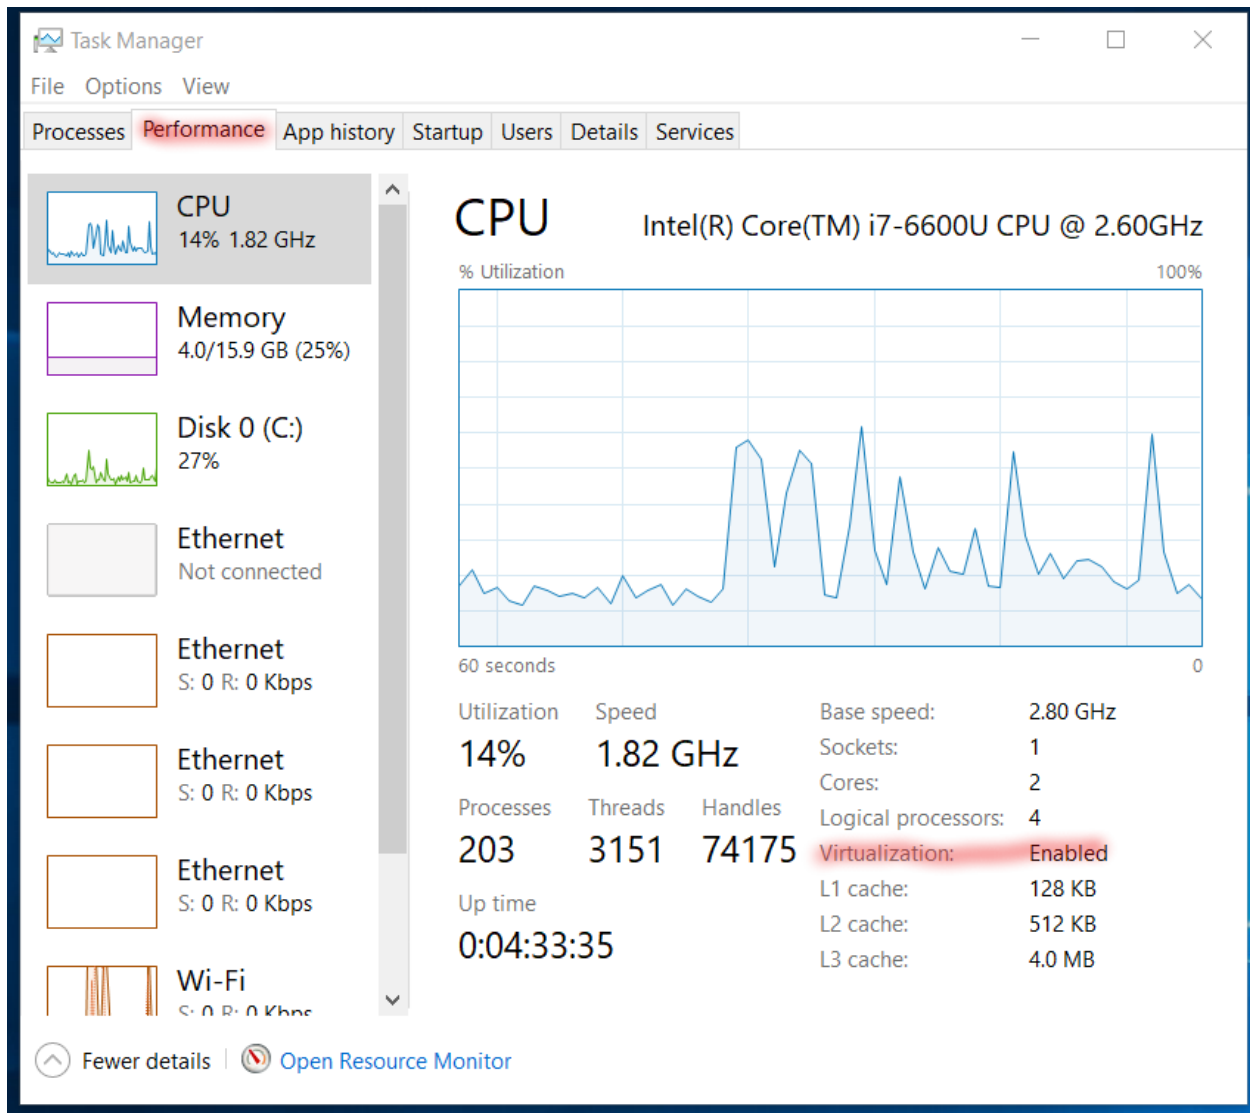 Task Manager
File Options View
Processes Performance App history Startup Users Details Services
CPU
14% 1.82 GHz
Memory
4.0/15.9 GB (25%)
Disk 0 (C:)
27%
Ethernet
Not connected
Ethernet
S: 0 R: 0 Kbps
Ethernet
S: 0 R: 0 Kbps
Ethernet
S: 0 R: 0 Kbps
Wi-Fi
S: 0 R: 0 Kbps
CPU Intel(R) Core(TM) i7-6600U CPU @ 2.60GHz
% Utilization 100%
60 seconds 0
Utilization Speed
14% 1.82 GHz
Processes Threads Handles
203 3151 74175
Up time
0:04:33:35
Base speed: 2.80 GHz
Sockets: 1
Cores: 2
Logical processors: 4
Virtualization: Enabled
L1 cache: 128 KB
L2 cache: 512 KB
L3 cache: 4.0 MB
Fewer details Open Resource Monitor